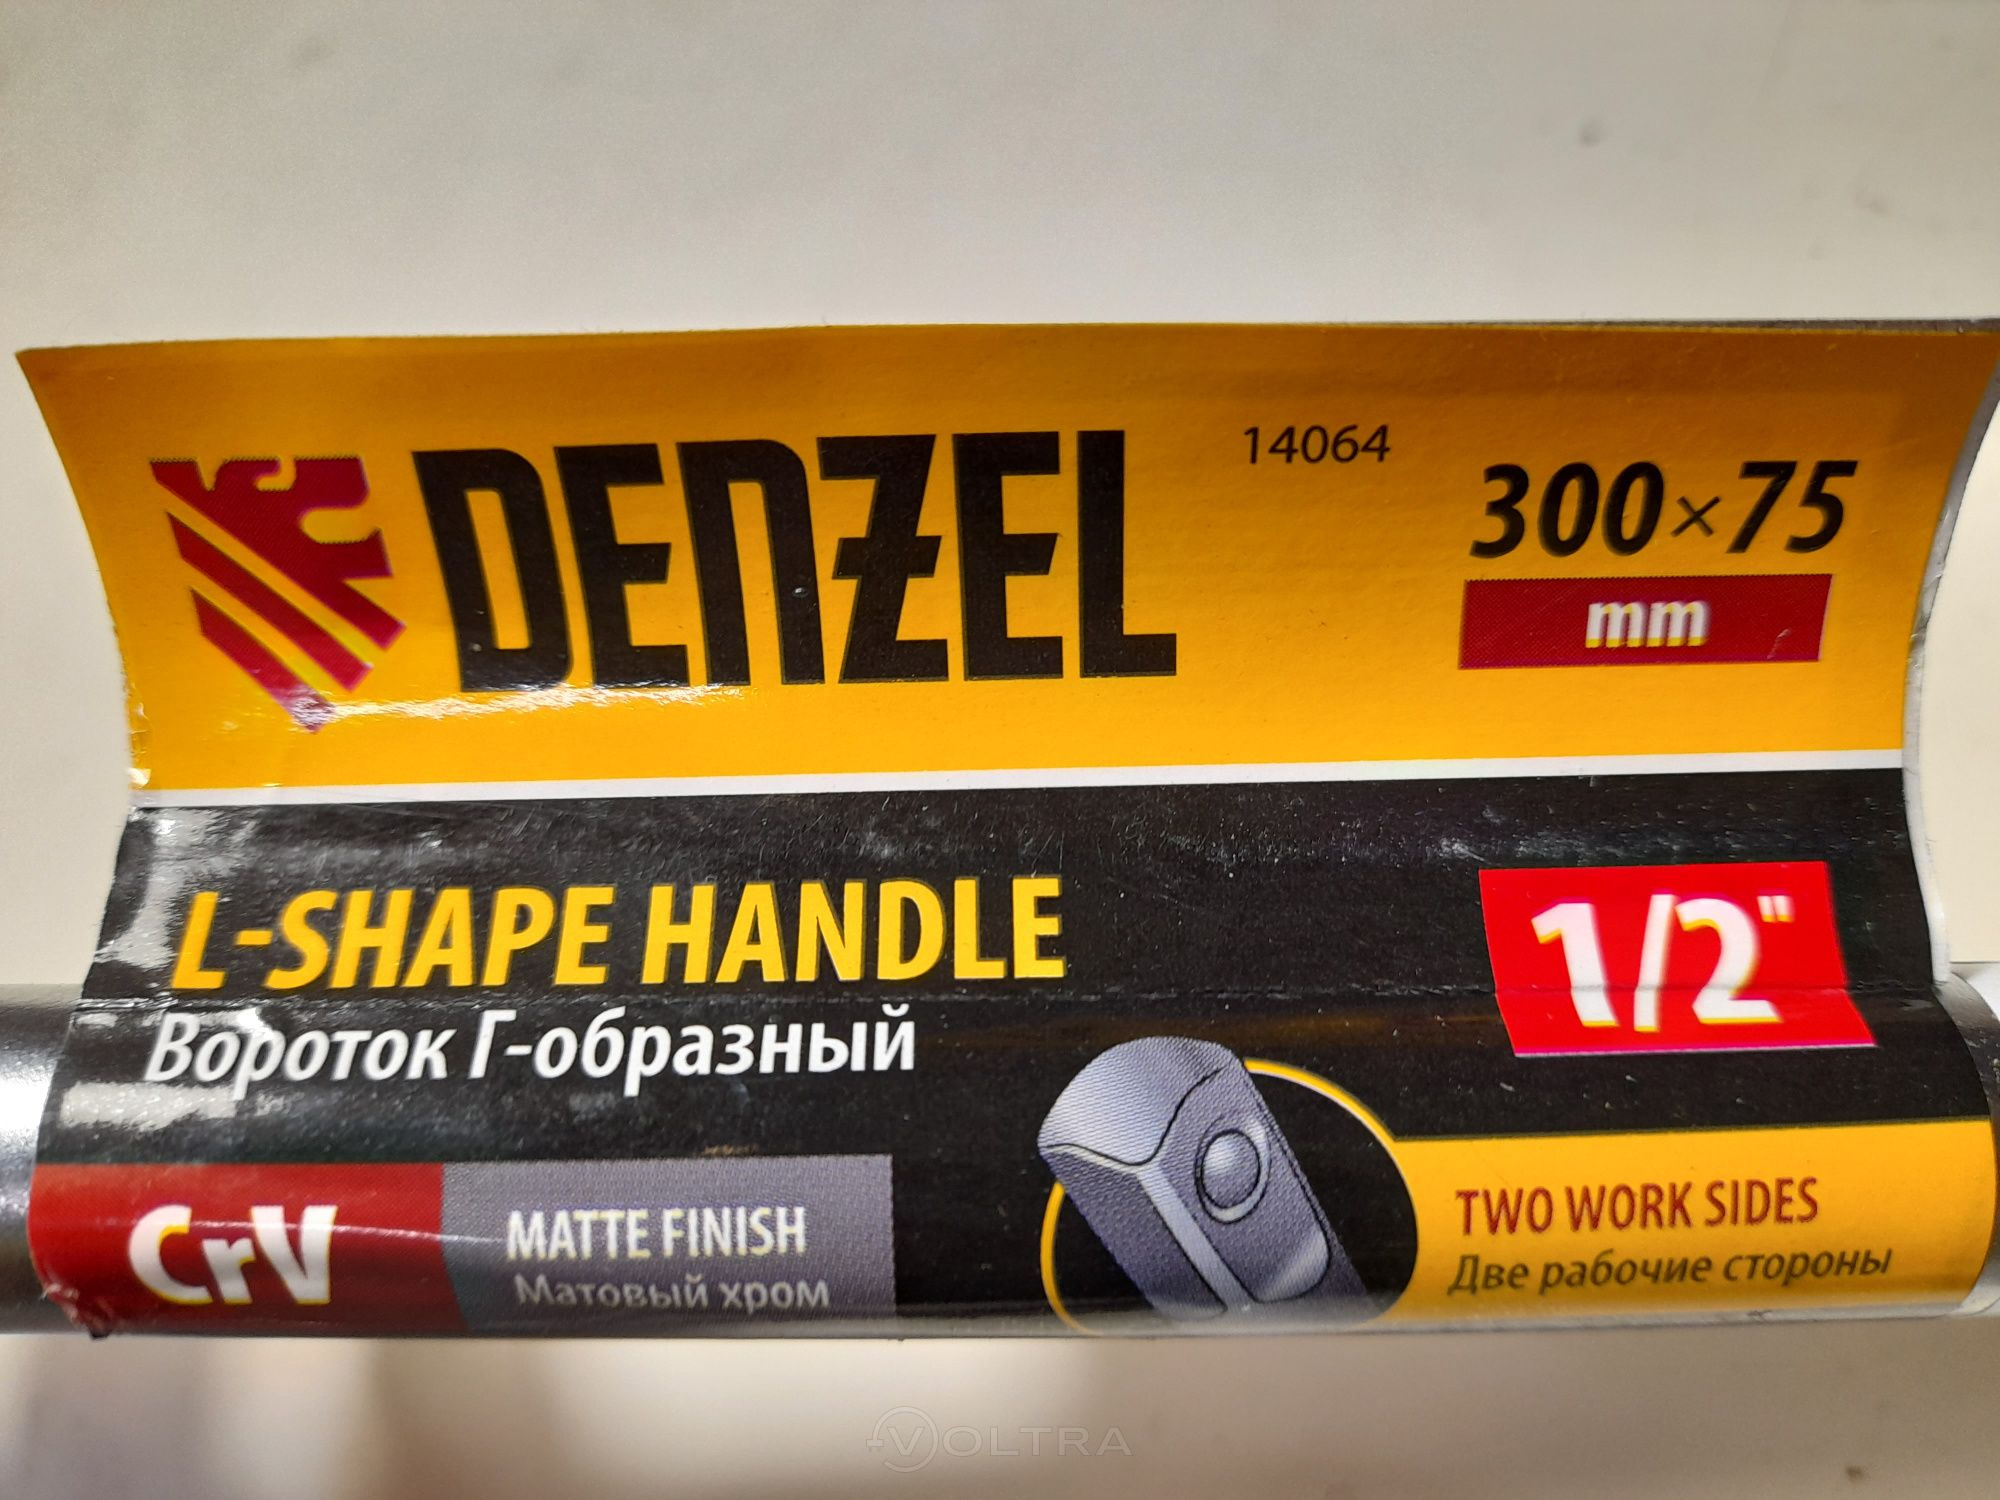 DENZEL
14064
300×75
mm
L-SHAPE HANDLE
Вороток Г-образный
1/2"
CrV
MATTE FINISH
Матовый хром
TWO WORK SIDES
Две рабочие стороны
VOLTRA